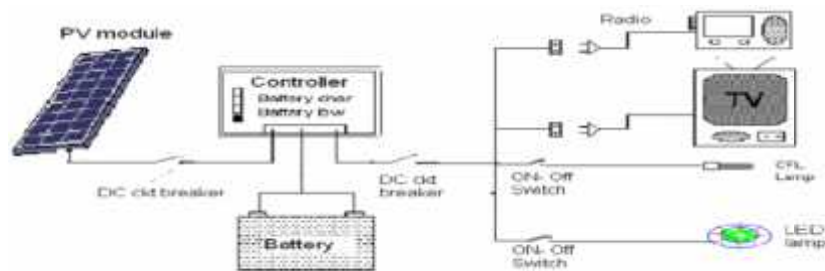 Radio
PV module
Controller
Battery char
Battery low
TV
DC ckt breaker
DC ckt
breaker
ON- Off
Switch
CFL
Lamp
Battery
ON- Off
Switch
LED
lamp